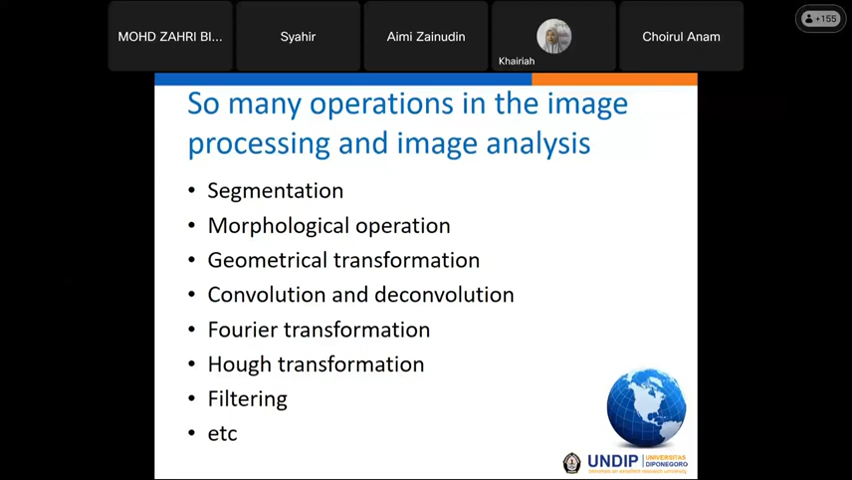 MOHD ZAHRI BI...
Syahir
Aimi Zainudin
Khairiah
Choirul Anam
+155
So many operations in the image
processing and image analysis
• Segmentation
• Morphological operation
• Geometrical transformation
• Convolution and deconvolution
• Fourier transformation
• Hough transformation
• Filtering
• etc
UNDIP
UNIVERSITAS
DIPONEGORO